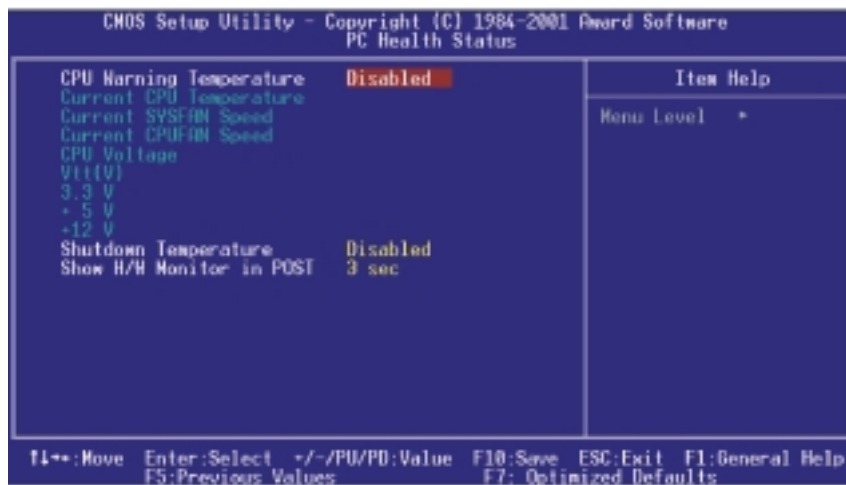 CMOS Setup Utility - Copyright (C) 1984-2001 Award Software
PC Health Status
CPU Warning Temperature Disabled
Current CPU Temperature
Current SYSFAN Speed
Current CPUFAN Speed
CPU Voltage
Vtt(V)
3.3 V
+ 5 V
+12 V
Shutdown Temperature Disabled
Show H/W Monitor in POST 3 sec
Item Help
Menu Level ▸
↑↓→←:Move Enter:Select +/-/PU/PD:Value F10:Save ESC:Exit F1:General Help
F5:Previous Values F7: Optimized Defaults